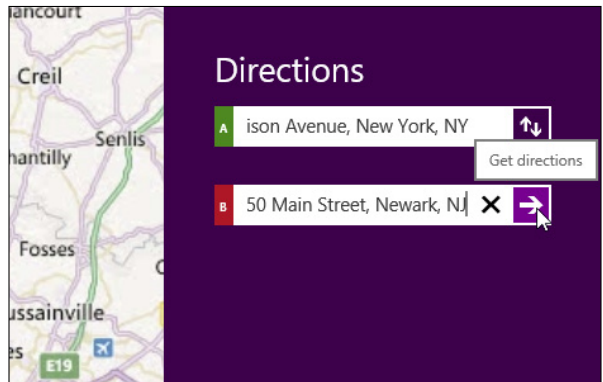 ancourt
Creil
Senlis
hantilly
Fosses
ussainville
es
E19
Directions
A ison Avenue, New York, NY
Get directions
B 50 Main Street, Newark, NJ